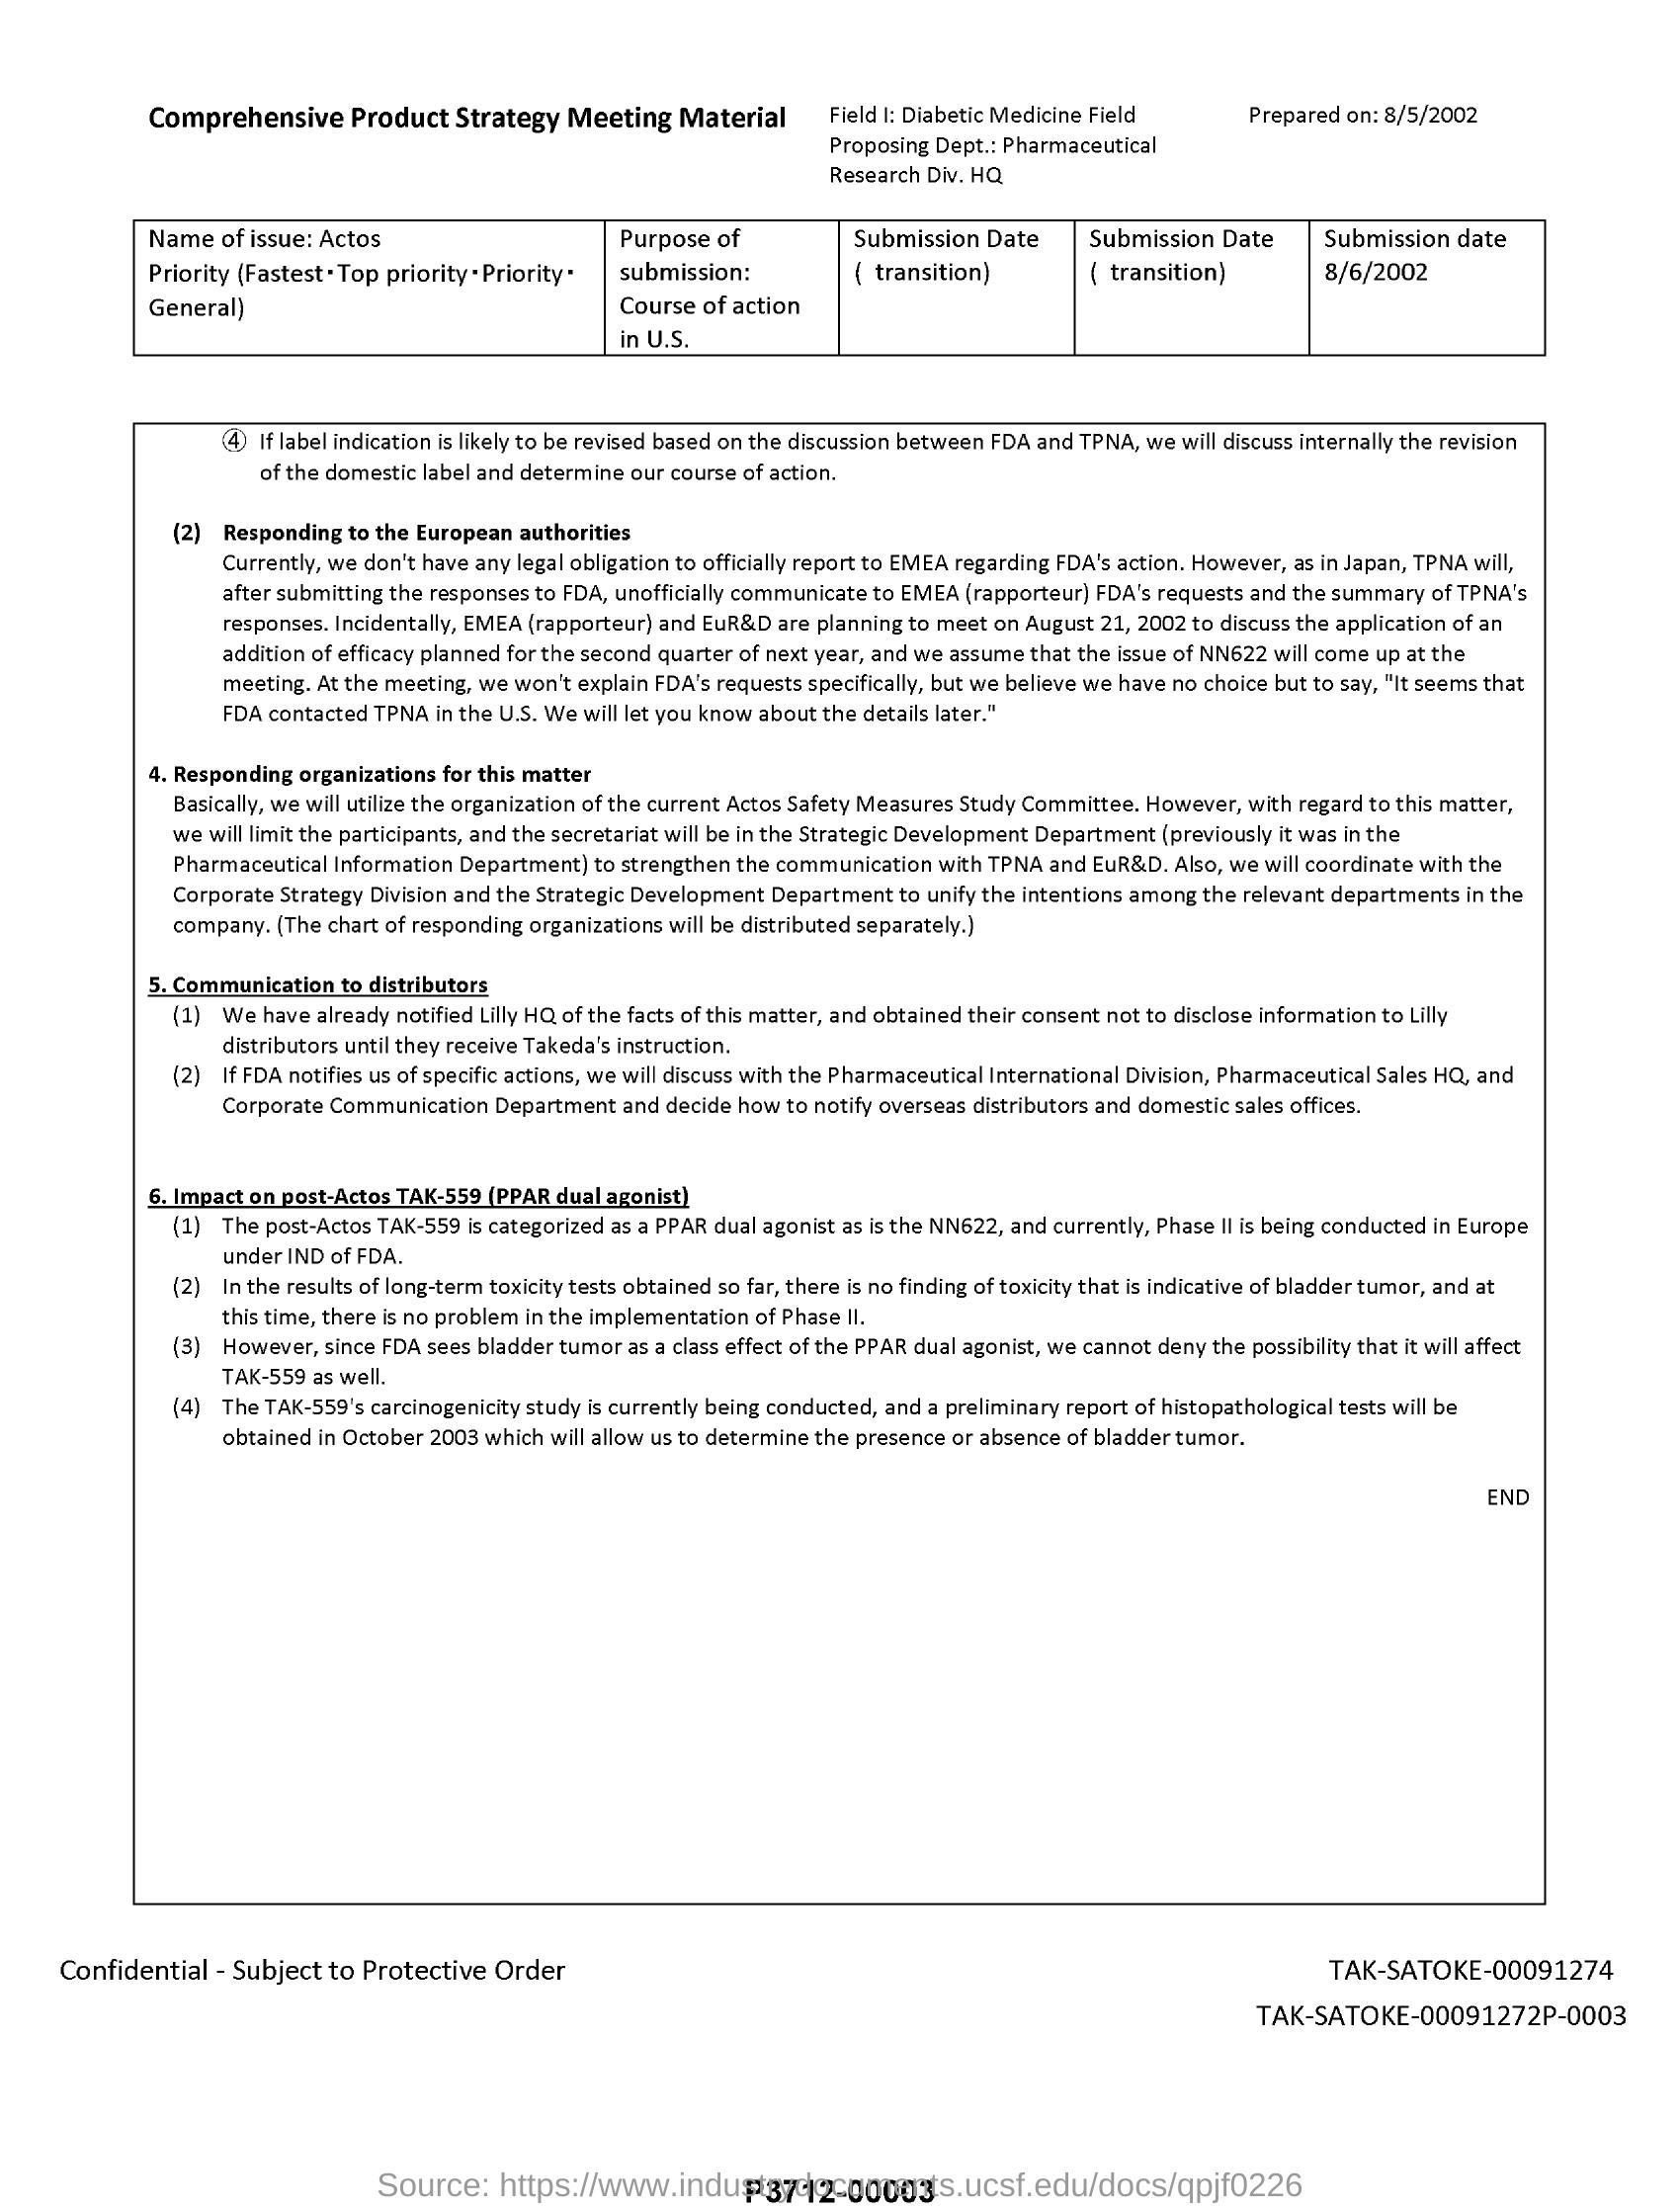 Comprehensive Product Strategy Meeting Material
Field I: Diabetic Medicine Field
Proposing Dept.: Pharmaceutical
Research Div. HQ
Prepared on: 8/5/2002
Name of issue: Actos
Priority (Fastest・Top priority・Priority・
General)
Purpose of
submission:
Course of action
in U.S.
Submission Date
( transition)
Submission Date
( transition)
Submission date
8/6/2002
④ If label indication is likely to be revised based on the discussion between FDA and TPNA, we will discuss internally the revision
of the domestic label and determine our course of action.
(2) Responding to the European authorities
Currently, we don't have any legal obligation to officially report to EMEA regarding FDA's action. However, as in Japan, TPNA will,
after submitting the responses to FDA, unofficially communicate to EMEA (rapporteur) FDA's requests and the summary of TPNA's
responses. Incidentally, EMEA (rapporteur) and EuR&D are planning to meet on August 21, 2002 to discuss the application of an
addition of efficacy planned for the second quarter of next year, and we assume that the issue of NN622 will come up at the
meeting. At the meeting, we won't explain FDA's requests specifically, but we believe we have no choice but to say, "It seems that
FDA contacted TPNA in the U.S. We will let you know about the details later."
4. Responding organizations for this matter
Basically, we will utilize the organization of the current Actos Safety Measures Study Committee. However, with regard to this matter,
we will limit the participants, and the secretariat will be in the Strategic Development Department (previously it was in the
Pharmaceutical Information Department) to strengthen the communication with TPNA and EuR&D. Also, we will coordinate with the
Corporate Strategy Division and the Strategic Development Department to unify the intentions among the relevant departments in the
company. (The chart of responding organizations will be distributed separately.)
5. Communication to distributors
(1) We have already notified Lilly HQ of the facts of this matter, and obtained their consent not to disclose information to Lilly
distributors until they receive Takeda's instruction.
(2) If FDA notifies us of specific actions, we will discuss with the Pharmaceutical International Division, Pharmaceutical Sales HQ, and
Corporate Communication Department and decide how to notify overseas distributors and domestic sales offices.
6. Impact on post-Actos TAK-559 (PPAR dual agonist)
(1) The post-Actos TAK-559 is categorized as a PPAR dual agonist as is the NN622, and currently, Phase II is being conducted in Europe
under IND of FDA.
(2) In the results of long-term toxicity tests obtained so far, there is no finding of toxicity that is indicative of bladder tumor, and at
this time, there is no problem in the implementation of Phase II.
(3) However, since FDA sees bladder tumor as a class effect of the PPAR dual agonist, we cannot deny the possibility that it will affect
TAK-559 as well.
(4) The TAK-559's carcinogenicity study is currently being conducted, and a preliminary report of histopathological tests will be
obtained in October 2003 which will allow us to determine the presence or absence of bladder tumor.
END
Confidential - Subject to Protective Order
TAK-SATOKE-00091274
TAK-SATOKE-00091272P-0003
Source: https://www.industrydocuments.ucsf.edu/docs/qpjf0226
P3712-00003